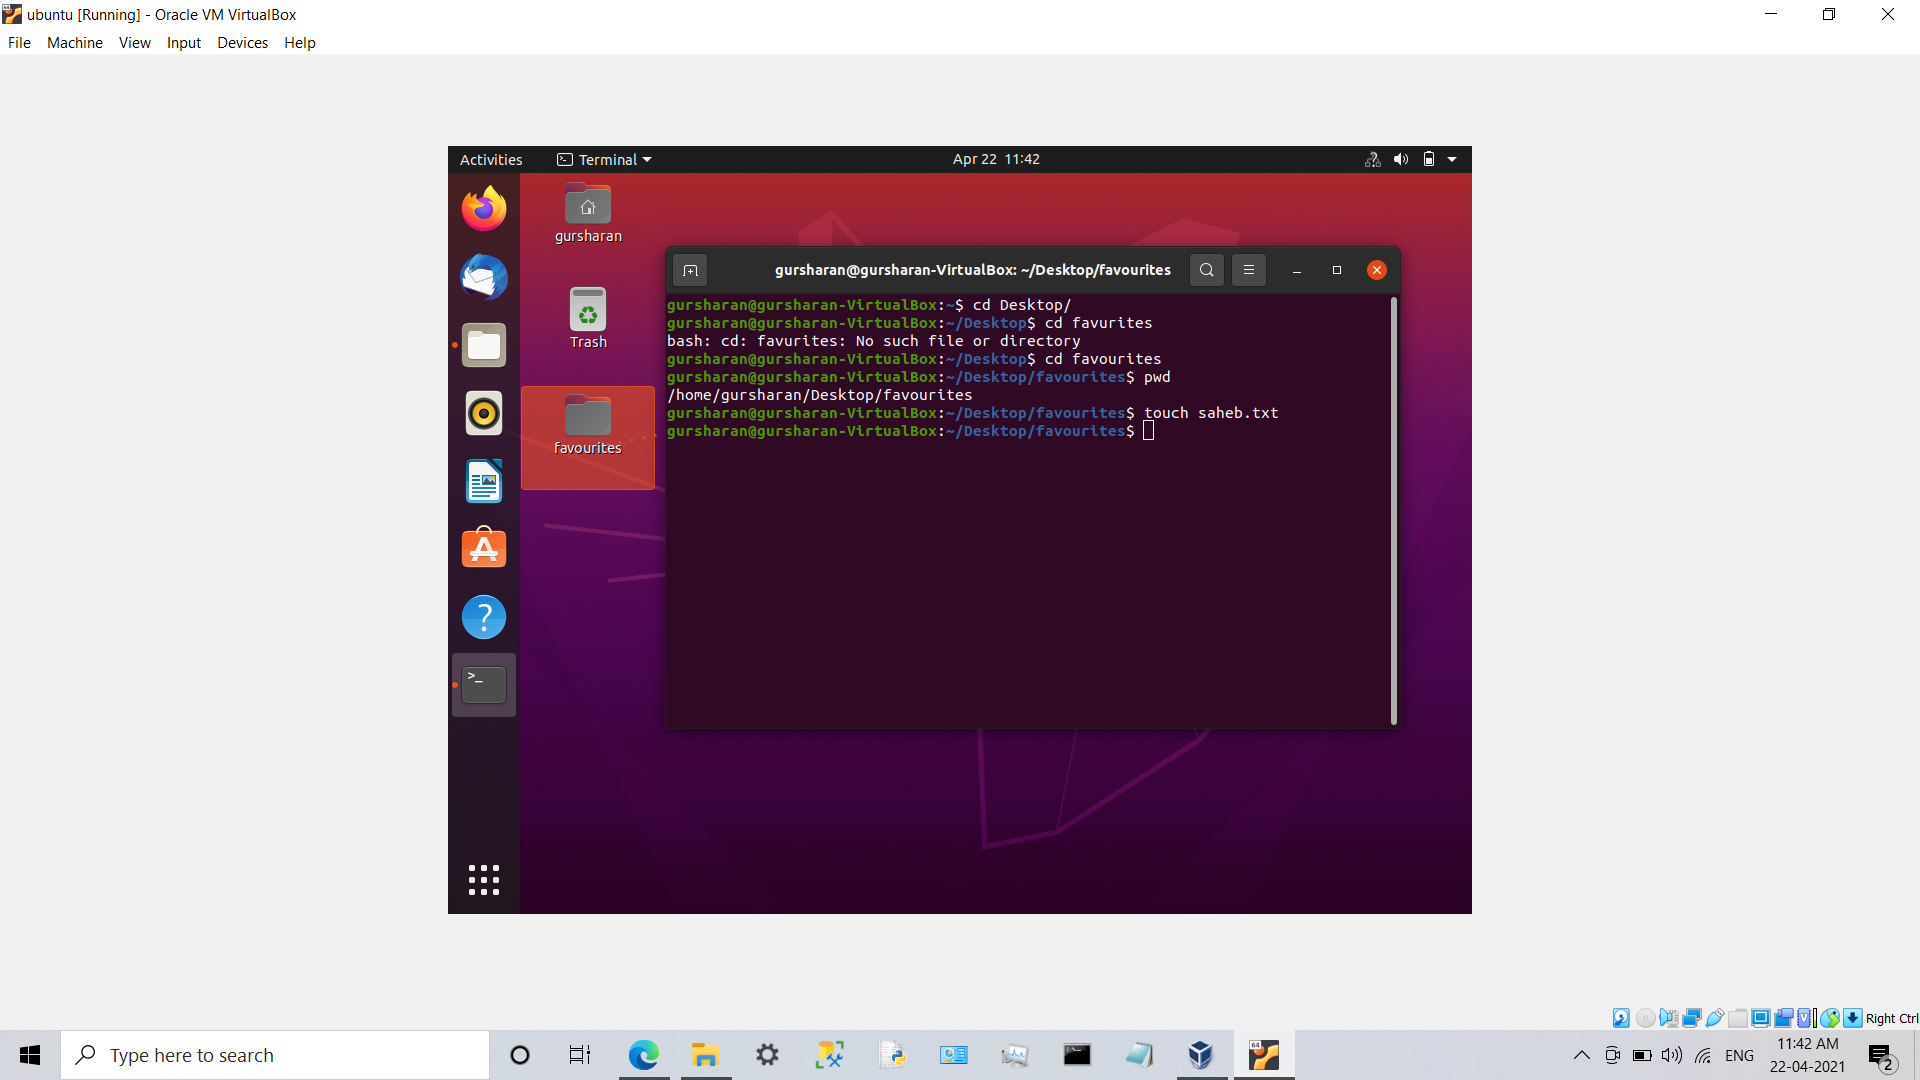 ubuntu [Running] - Oracle VM VirtualBox
File Machine View Input Devices Help
Activities Terminal Apr 22 11:42
gursharan
Trash
favourites
gursharan@gursharan-VirtualBox: ~/Desktop/favourites
gursharan@gursharan-VirtualBox:~$ cd Desktop/
gursharan@gursharan-VirtualBox:~/Desktop$ cd favurites
bash: cd: favurites: No such file or directory
gursharan@gursharan-VirtualBox:~/Desktop$ cd favourites
gursharan@gursharan-VirtualBox:~/Desktop/favourites$ pwd
/home/gursharan/Desktop/favourites
gursharan@gursharan-VirtualBox:~/Desktop/favourites$ touch saheb.txt
gursharan@gursharan-VirtualBox:~/Desktop/favourites$
Right Ctrl
Type here to search
ENG
11:42 AM
22-04-2021
2